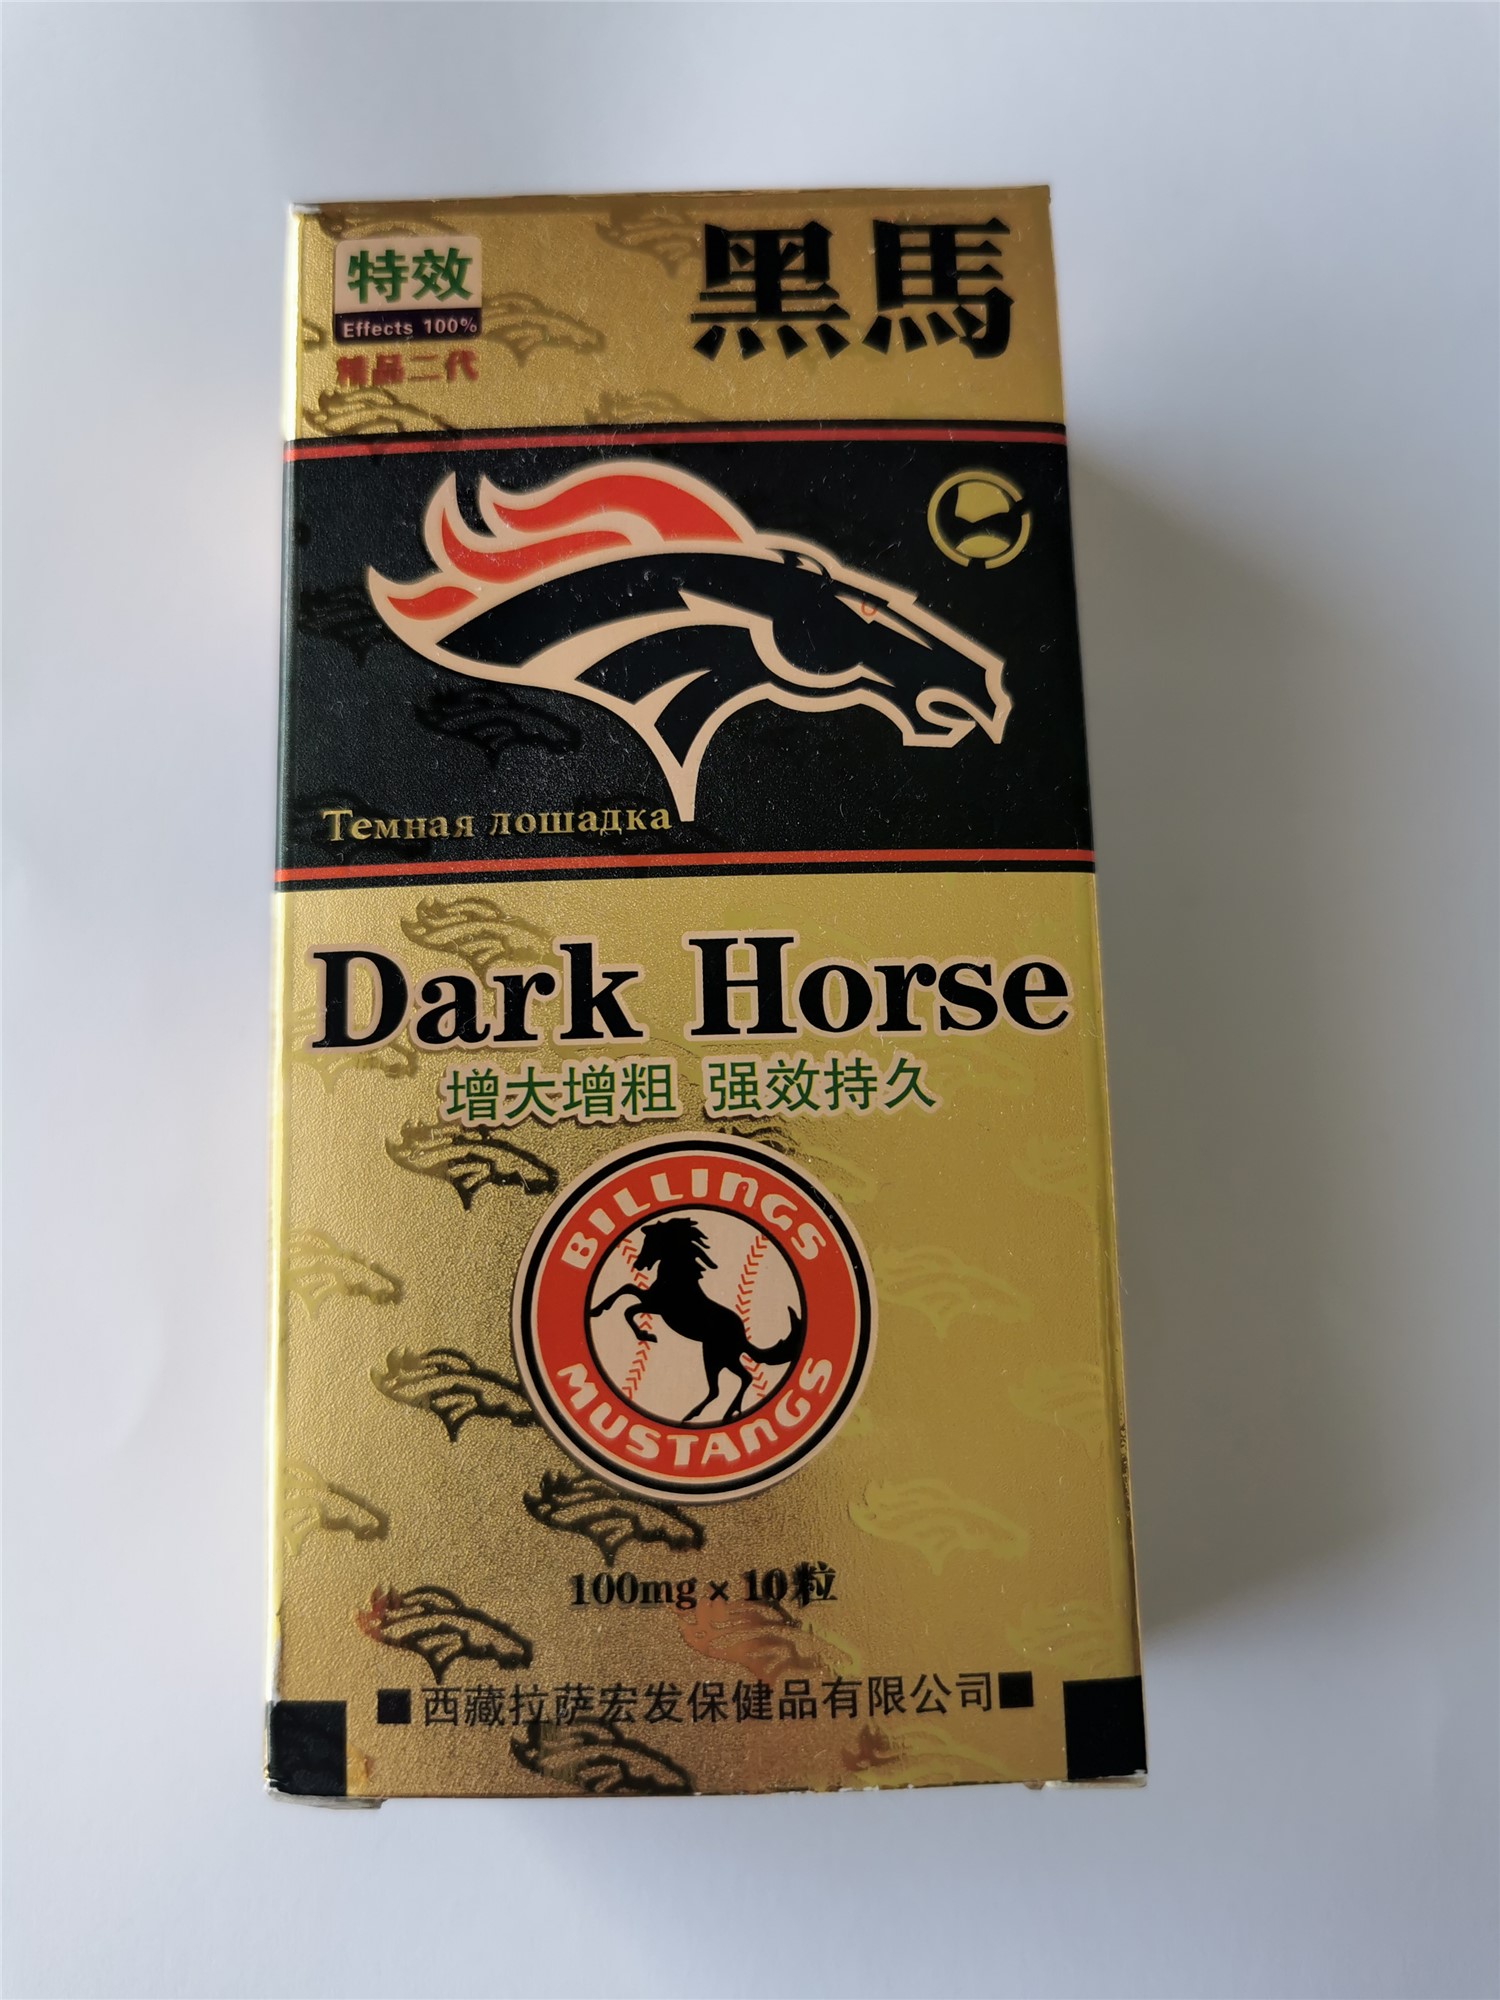 特效
Effects 100%
精品二代
黑馬
Темная лошадка
Dark Horse
增大增粗 强效持久
BILLINGS
MUSTANGS
100mg × 10粒
■西藏拉萨宏发保健品有限公司■